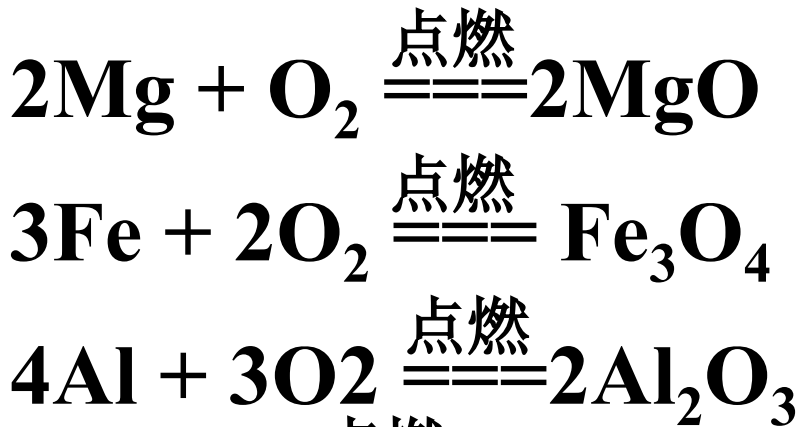 点燃
2Mg + O₂ ===2MgO
点燃
3Fe + 2O₂ === Fe₃O₄
点燃
4Al + 3O2 ===2Al₂O₃